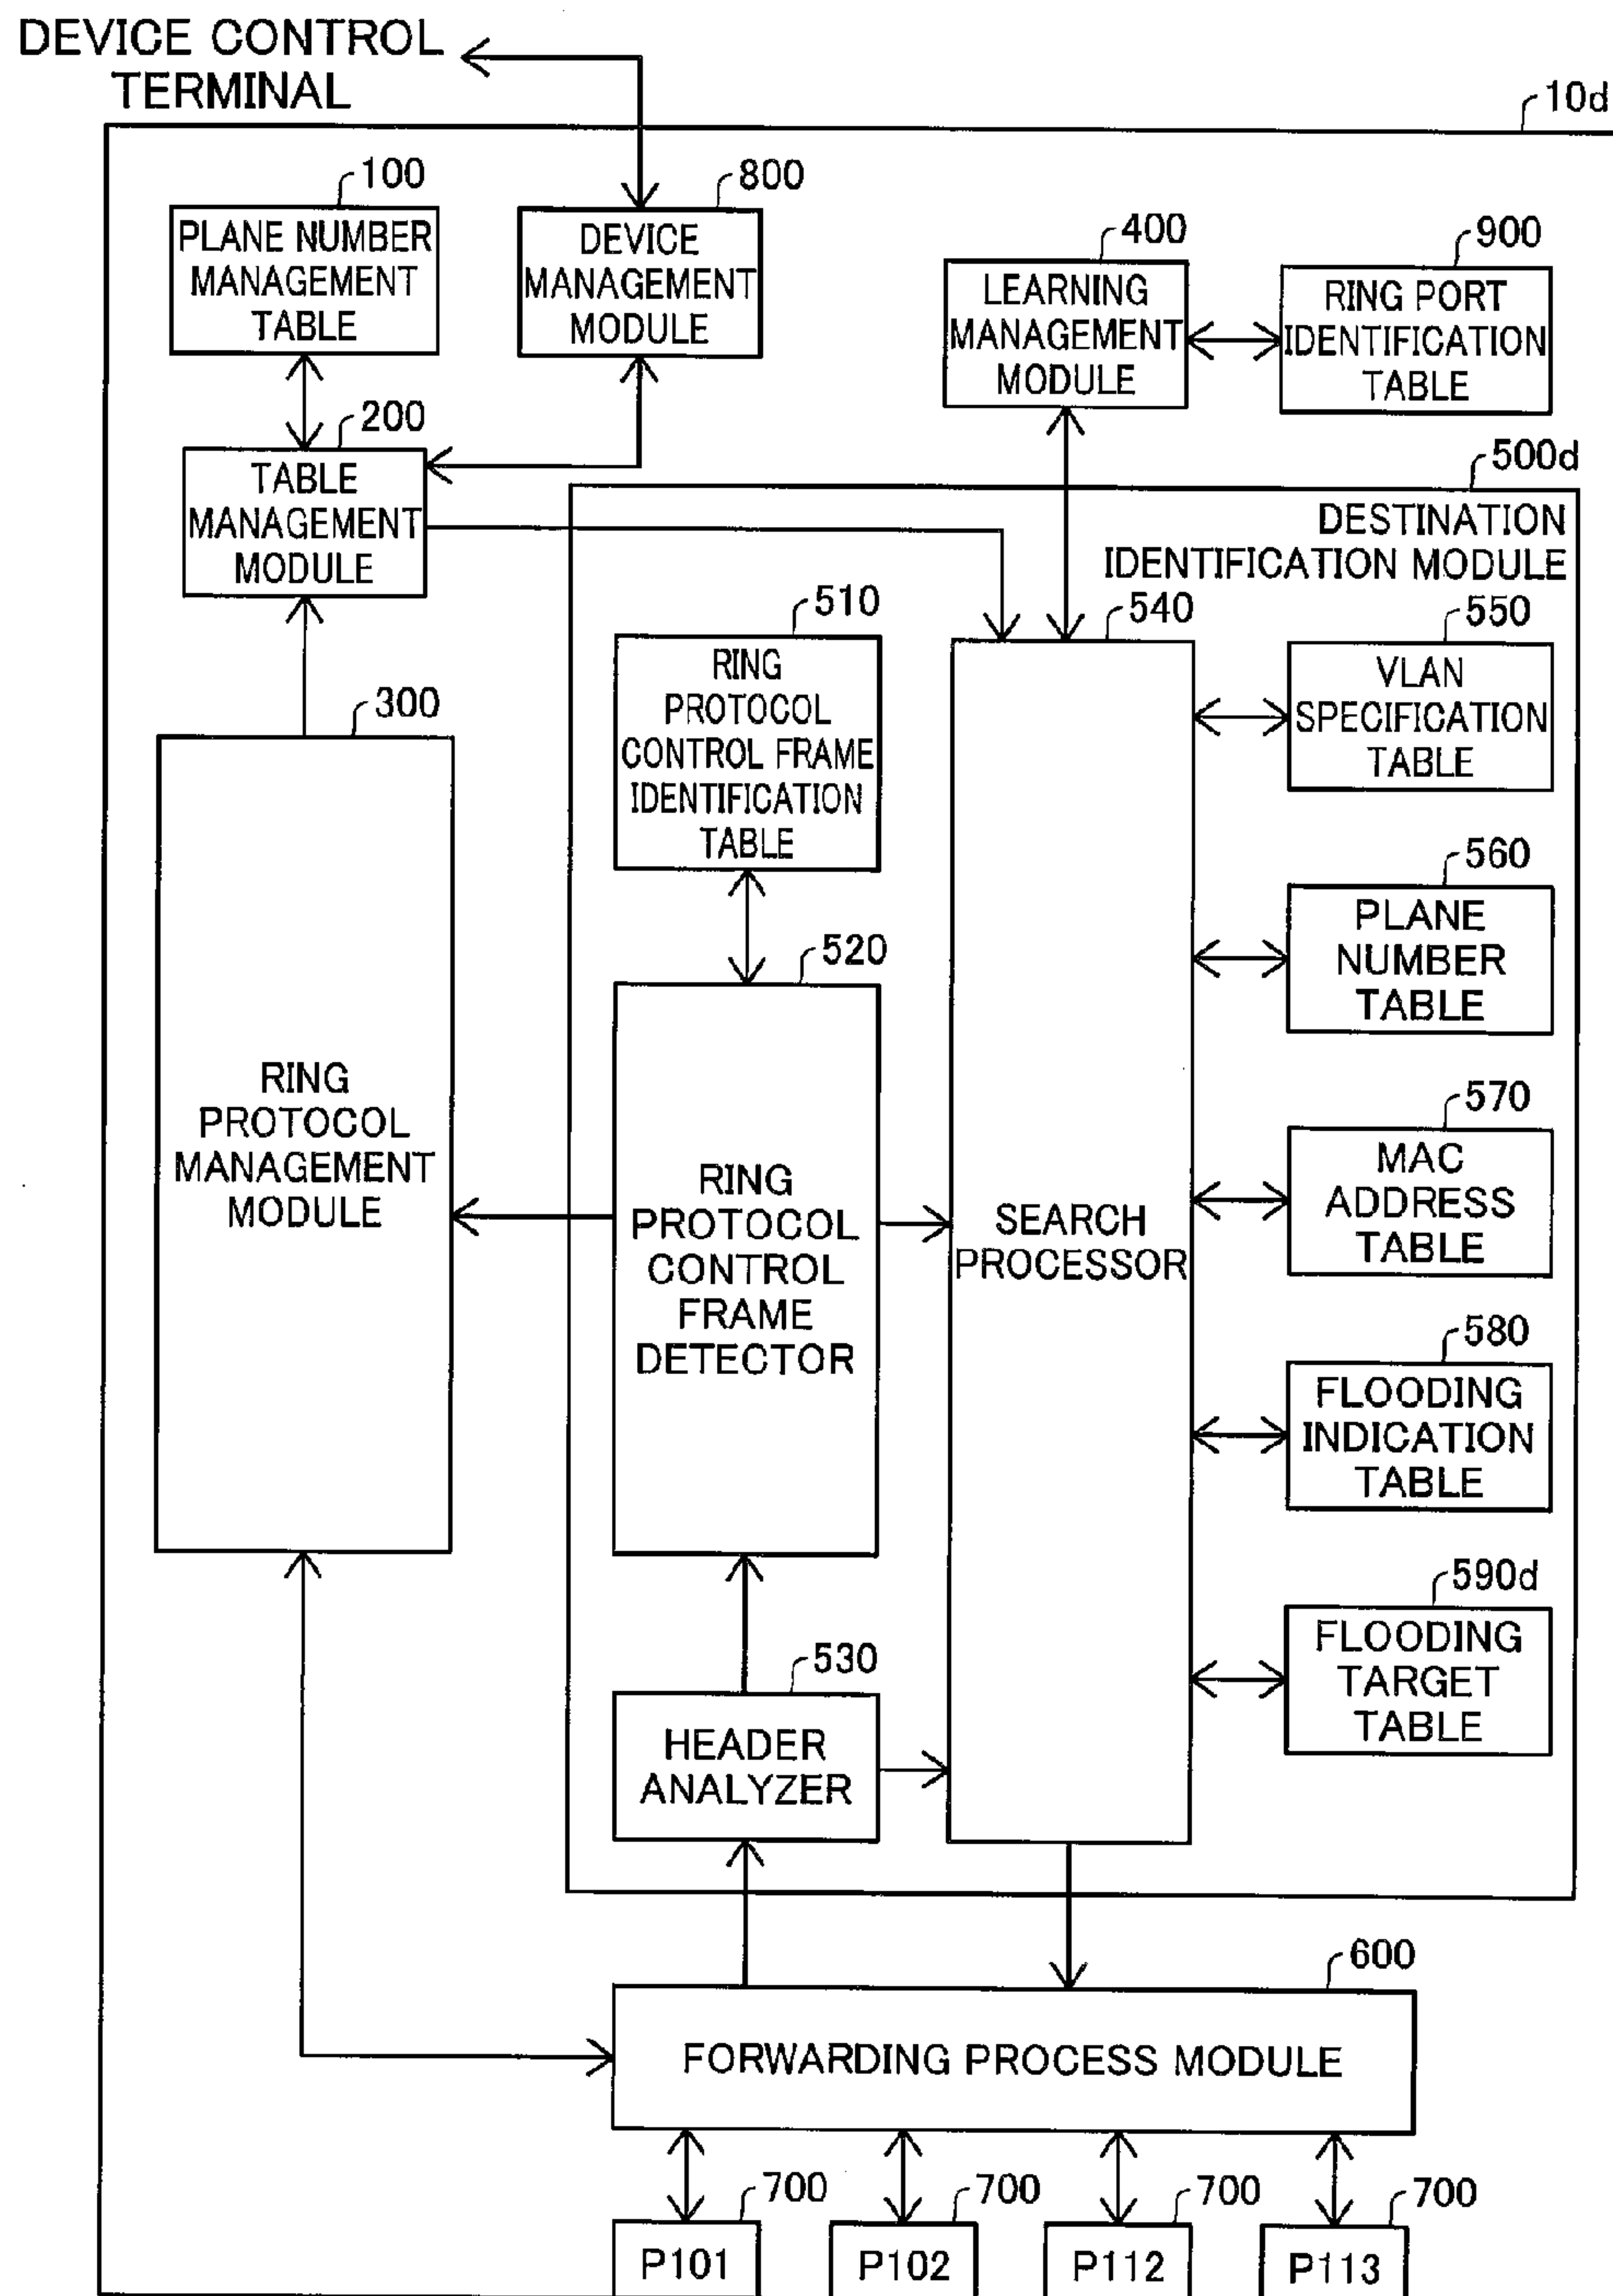 DEVICE CONTROL
TERMINAL
10d
100
PLANE NUMBER
MANAGEMENT
TABLE
800
DEVICE
MANAGEMENT
MODULE
400
LEARNING
MANAGEMENT
MODULE
900
RING PORT
IDENTIFICATION
TABLE
200
TABLE
MANAGEMENT
MODULE
500d
DESTINATION
IDENTIFICATION MODULE
300
RING
PROTOCOL
MANAGEMENT
MODULE
510
RING
PROTOCOL
CONTROL FRAME
IDENTIFICATION
TABLE
520
RING
PROTOCOL
CONTROL
FRAME
DETECTOR
530
HEADER
ANALYZER
540
SEARCH
PROCESSOR
550
VLAN
SPECIFICATION
TABLE
560
PLANE
NUMBER
TABLE
570
MAC
ADDRESS
TABLE
580
FLOODING
INDICATION
TABLE
590d
FLOODING
TARGET
TABLE
600
FORWARDING PROCESS MODULE
700
P101
700
P102
700
P112
700
P113